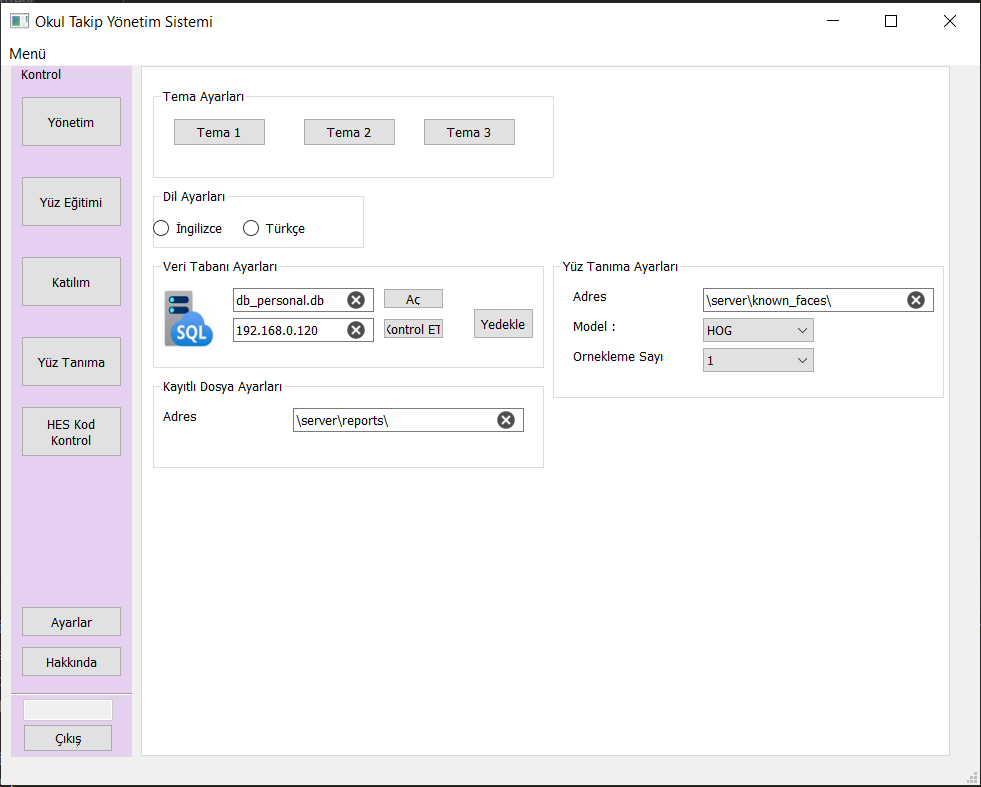 Okul Takip Yönetim Sistemi
Menü
Kontrol
Yönetim
Yüz Eğitimi
Katılım
Yüz Tanıma
HES Kod
Kontrol
Ayarlar
Hakkında
Çıkış
Tema Ayarları
Tema 1
Tema 2
Tema 3
Dil Ayarları
İngilizce
Türkçe
Veri Tabanı Ayarları
SQL
db_personal.db
Aç
192.168.0.120
Kontrol ET
Yedekle
Kayıtlı Dosya Ayarları
Adres
\server\reports\
Yüz Tanıma Ayarları
Adres
\server\known_faces\
Model :
HOG
Ornekleme Sayı
1